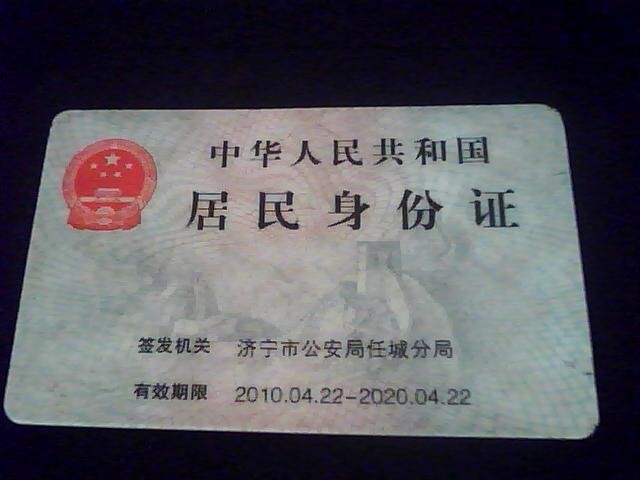 中华人民共和国
居民身份证
签发机关 济宁市公安局任城分局
有效期限 2010.04.22-2020.04.22